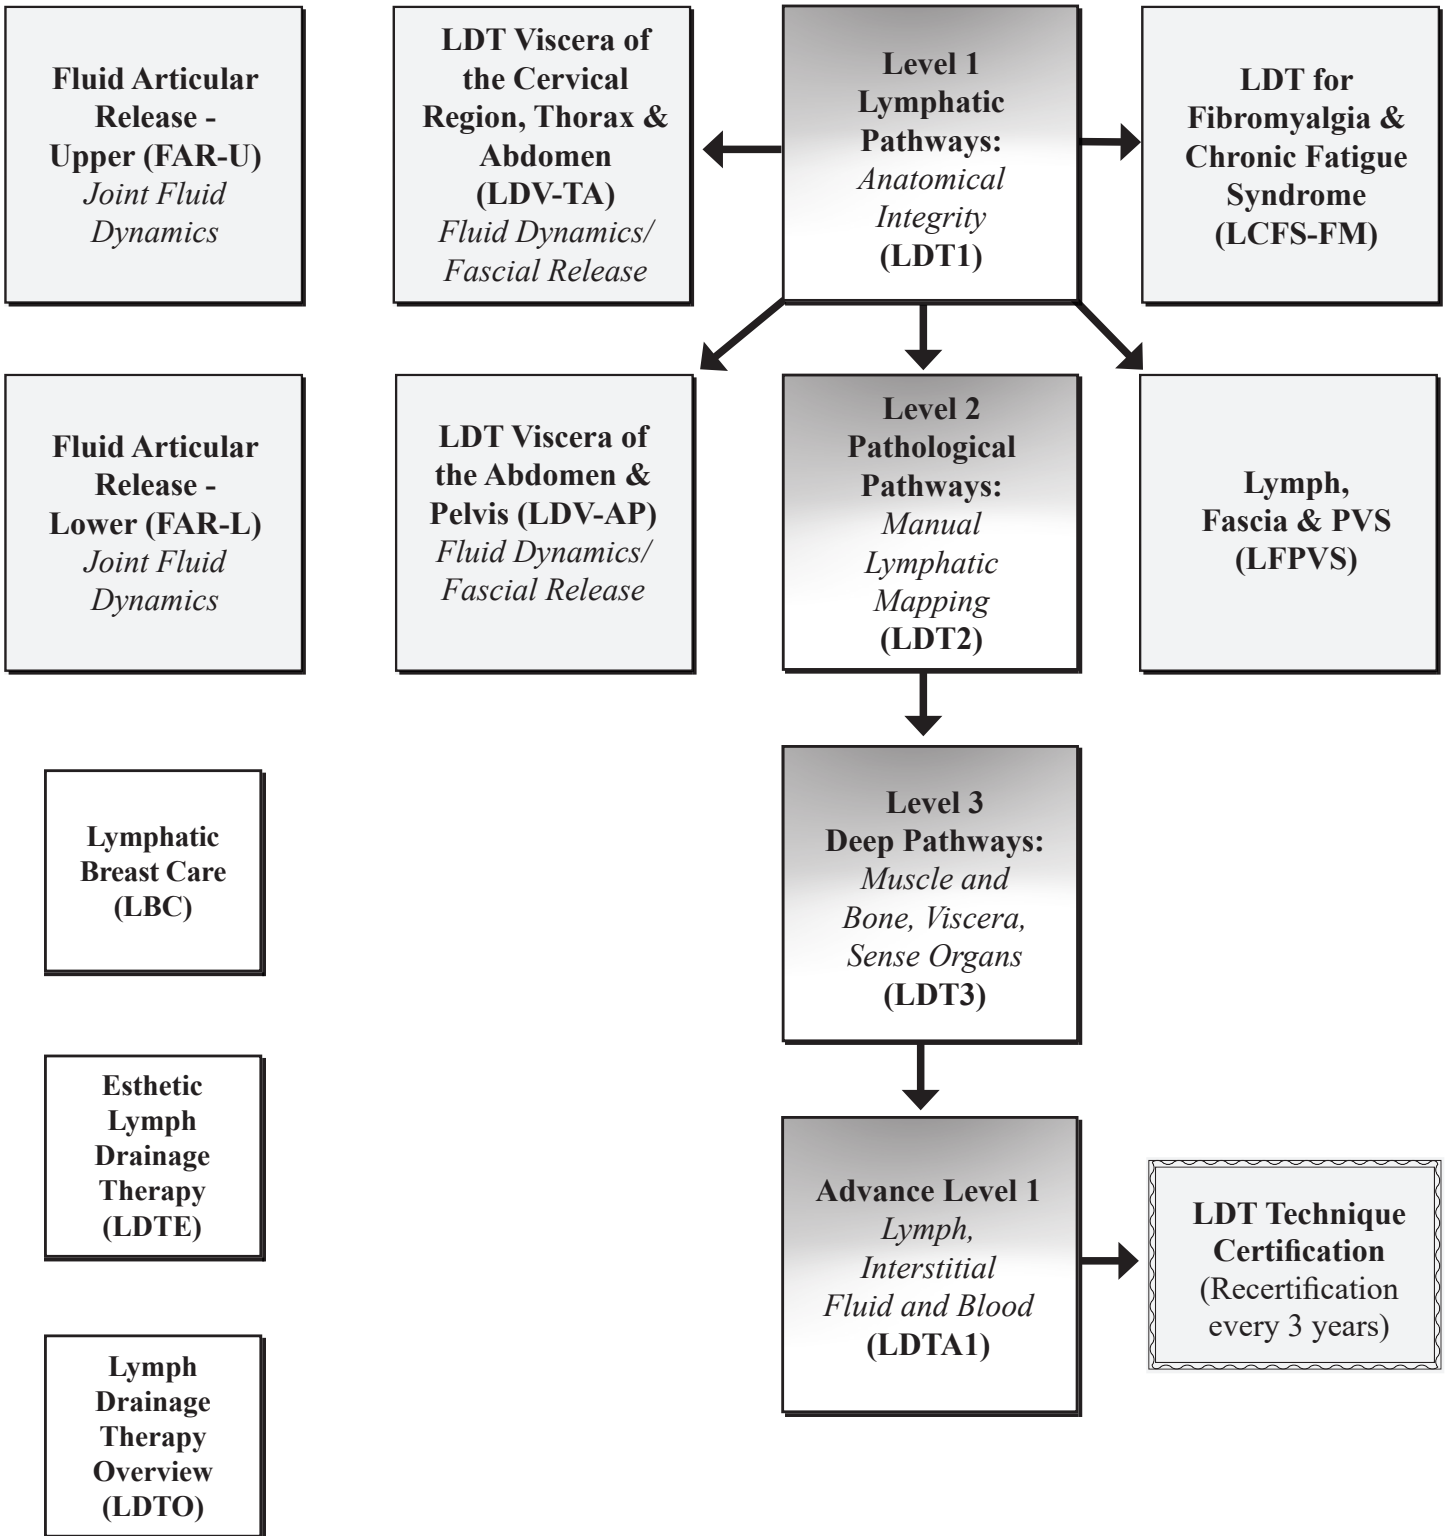 Fluid Articular
Release -
Upper (FAR-U)
Joint Fluid
Dynamics
LDT Viscera of
the Cervical
Region, Thorax &
Abdomen
(LDV-TA)
Fluid Dynamics/
Fascial Release
Level 1
Lymphatic
Pathways:
Anatomical
Integrity
(LDT1)
LDT for
Fibromyalgia &
Chronic Fatigue
Syndrome
(LCFS-FM)
Fluid Articular
Release -
Lower (FAR-L)
Joint Fluid
Dynamics
LDT Viscera of
the Abdomen &
Pelvis (LDV-AP)
Fluid Dynamics/
Fascial Release
Level 2
Pathological
Pathways:
Manual
Lymphatic
Mapping
(LDT2)
Lymph,
Fascia & PVS
(LFPVS)
Lymphatic
Breast Care
(LBC)
Level 3
Deep Pathways:
Muscle and
Bone, Viscera,
Sense Organs
(LDT3)
Esthetic
Lymph
Drainage
Therapy
(LDTE)
Advance Level 1
Lymph,
Interstitial
Fluid and Blood
(LDTA1)
LDT Technique
Certification
(Recertification
every 3 years)
Lymph
Drainage
Therapy
Overview
(LDTO)